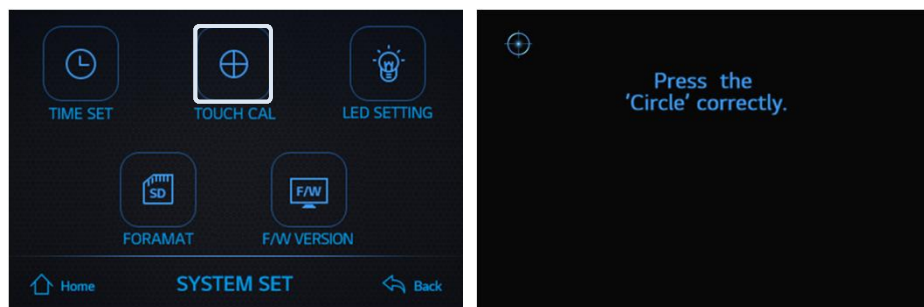 TIME SET
TOUCH CAL
LED SETTING
SD
F/W
FORAMAT
F/W VERSION
Home
SYSTEM SET
Back
Press the
'Circle' correctly.